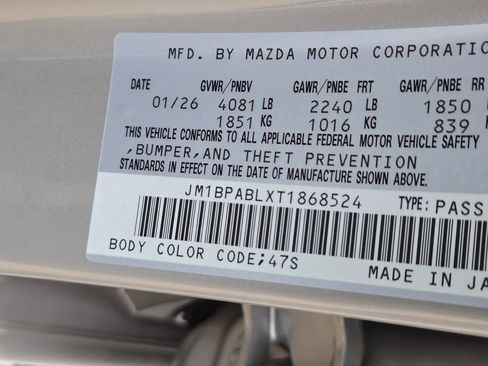 MFD. BY MAZDA MOTOR CORPORATION
DATE GVWR/PNBV GAWR/PNBE FRT GAWR/PNBE RR
01/26 4081 LB 2240 LB 1850
1851 KG 1016 KG 839
THIS VEHICLE CONFORMS TO ALL APPLICABLE FEDERAL MOTOR VEHICLE SAFETY
,BUMPER,AND THEFT PREVENTION
STANDARDS IN EFFECT ON THE DATE OF MANUFACTURE SHOWN ABOVE.
JM1BPABLXT1868524 TYPE: PASS
BODY COLOR CODE;47S
MADE IN JA